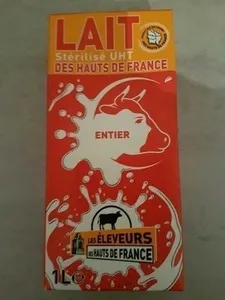 LAIT
Stérilisé UHT
DES HAUTS DE FRANCE
ENTIER
LES ÉLEVEURS
DES HAUTS DE FRANCE
1L℮